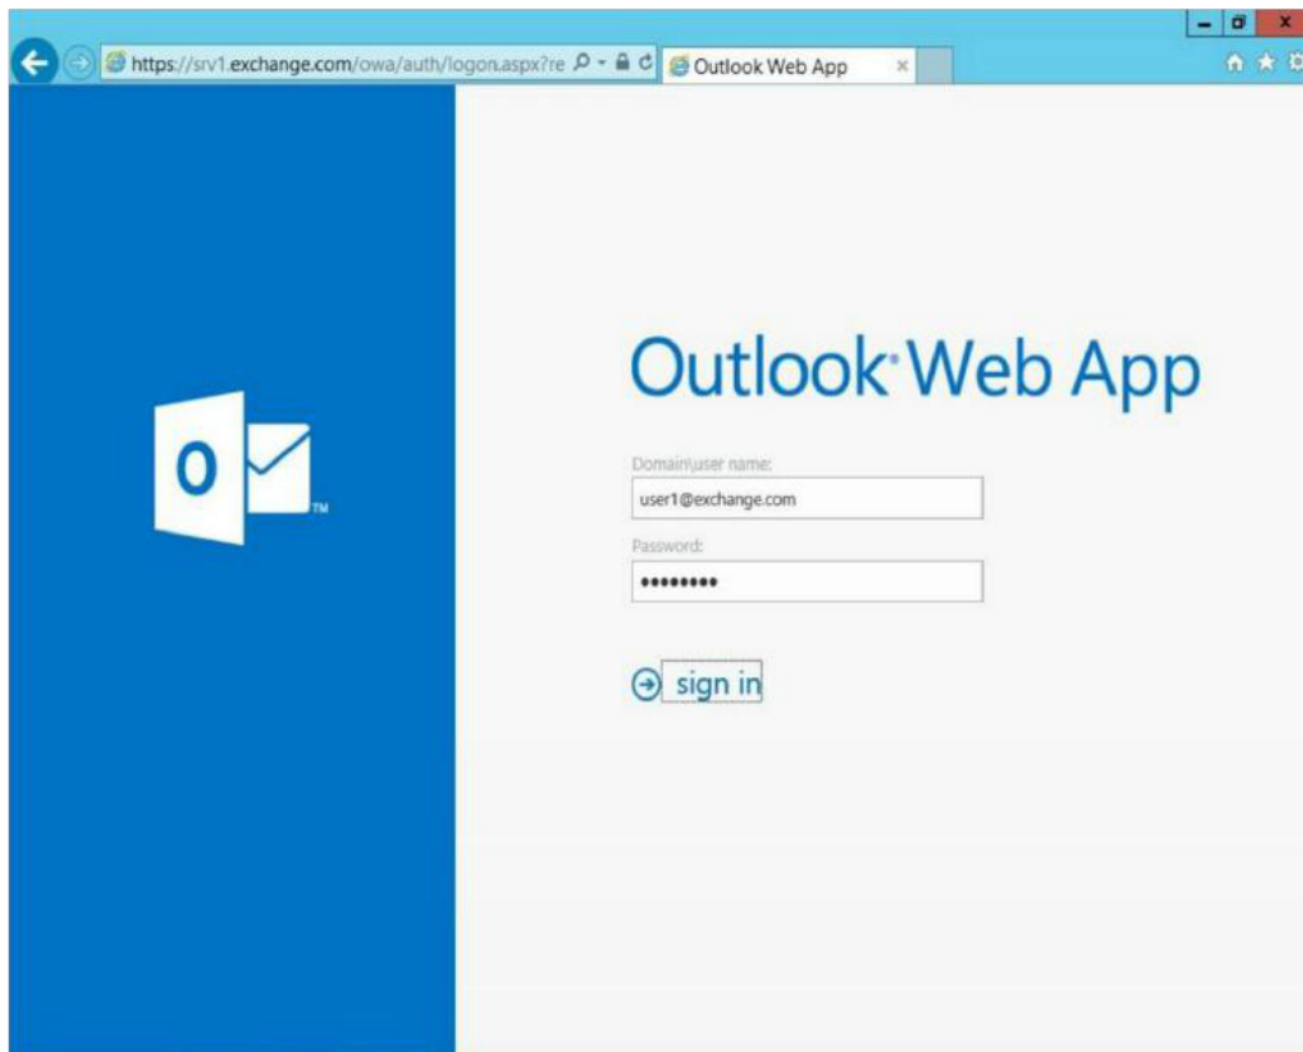 https://srv1.exchange.com/owa/auth/logon.aspx?re
Outlook Web App
Outlook Web App
O
TM
Domain\user name:
user1@exchange.com
Password:
sign in